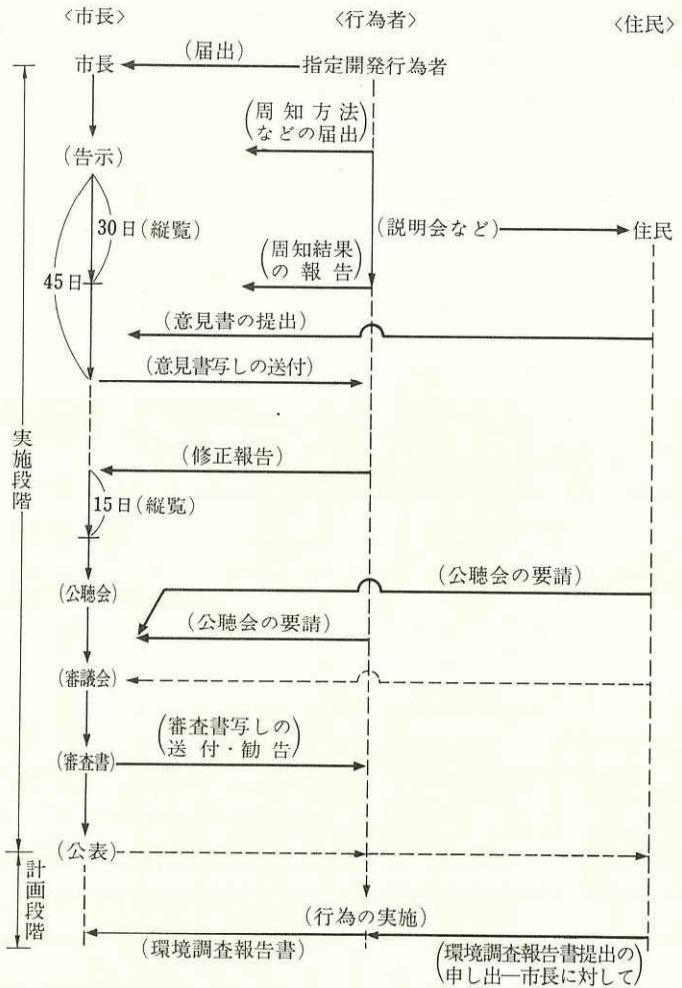 〈市長〉 〈行為者〉 〈住民〉
(届出)
市長 指定開発行為者
(周知方法
などの届出)
(告示)
30日(縦覧)
(説明会など) 住民
(周知結果
の報告)
45日
(意見書の提出)
(意見書写しの送付)
実施段階
(修正報告)
15日(縦覧)
(公聴会の要請)
(公聴会)
(公聴会の要請)
(審議会)
(審査書写しの
送付・勧告)
(審査書)
(公表)
計画段階
(行為の実施)
(環境調査報告書)
(環境調査報告書提出の
申し出―市長に対して)